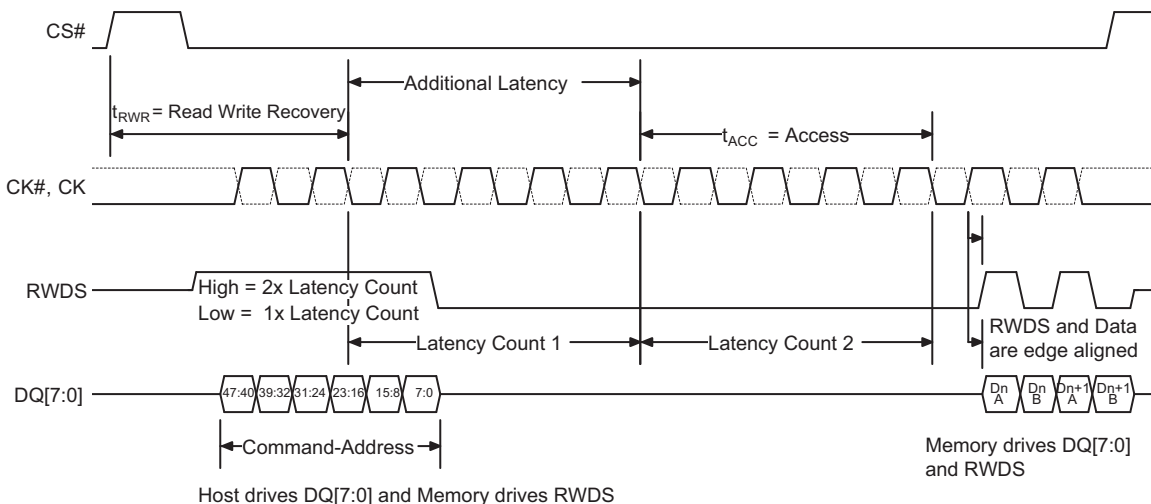 CS#
Additional Latency
tRWR = Read Write Recovery
tACC = Access
CK#, CK
RWDS
High = 2x Latency Count
Low = 1x Latency Count
RWDS and Data
are edge aligned
Latency Count 1
Latency Count 2
DQ[7:0]
47:40 39:32 31:24 23:16 15:8 7:0
Dn
A
Dn
B
Dn+1
A
Dn+1
B
Command-Address
Memory drives DQ[7:0]
and RWDS
Host drives DQ[7:0] and Memory drives RWDS